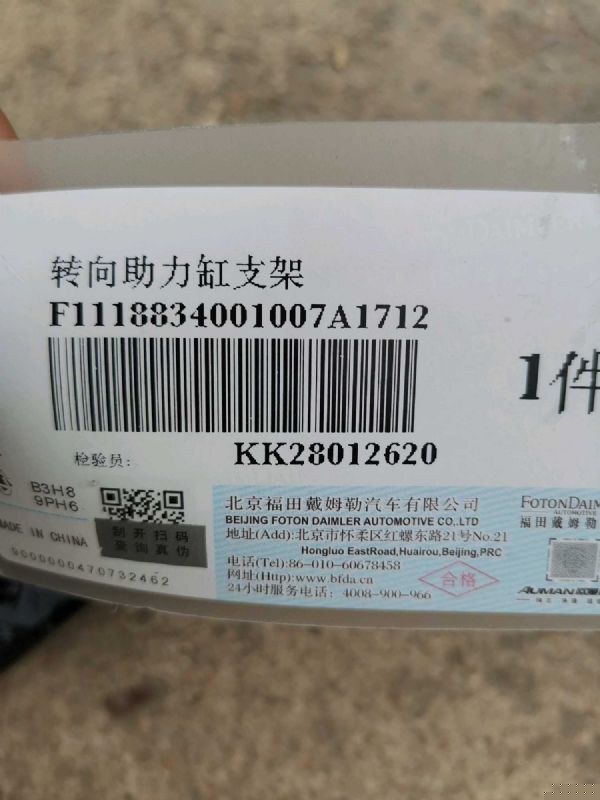 转向助力缸支架
F1118834001007A1712
1件
检验员:
KK28012620
B3H8
9PH6
刮开扫码
查询真伪
MADE IN CHINA
9000000470732462
北京福田戴姆勒汽车有限公司
BEIJING FOTON DAIMLER AUTOMOTIVE CO.,LTD
地址(Add):北京市怀柔区红螺东路21号No.21
Hongluo EastRoad,Huairou,Beijing,PRC
电话(Tel):86-010-60678458
网址(Http):www.bfda.cn
24小时服务电话: 4008-900-966
合格
FOTONDAIM
AUTOMOTIVE
福田戴姆勒
AUMAN